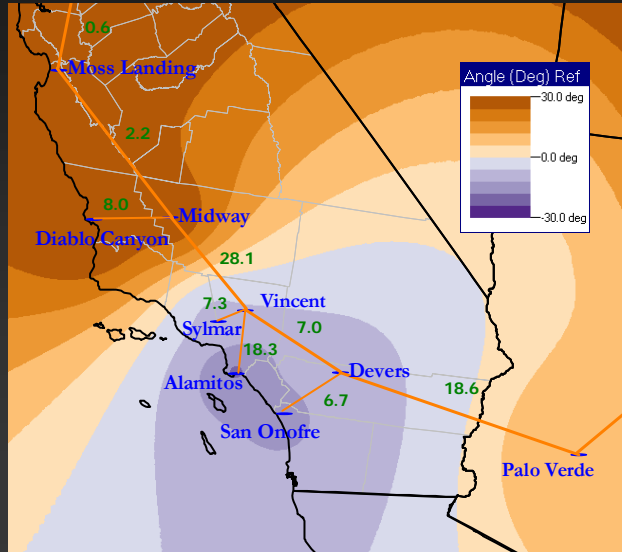 0.6
Moss Landing
Angle (Deg) Ref
30.0 deg
0.0 deg
-30.0 deg
2.2
8.0
Midway
Diablo Canyon
28.1
7.3
Vincent
Sylmar
7.0
18.3
Alamitos
Devers
18.6
6.7
San Onofre
Palo Verde